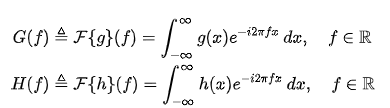 G(f) ≜ ℱ{g}(f) = ∫_{-∞}^{∞} g(x)e^{-i2πfx} dx, f ∈ ℝ
H(f) ≜ ℱ{h}(f) = ∫_{-∞}^{∞} h(x)e^{-i2πfx} dx, f ∈ ℝ